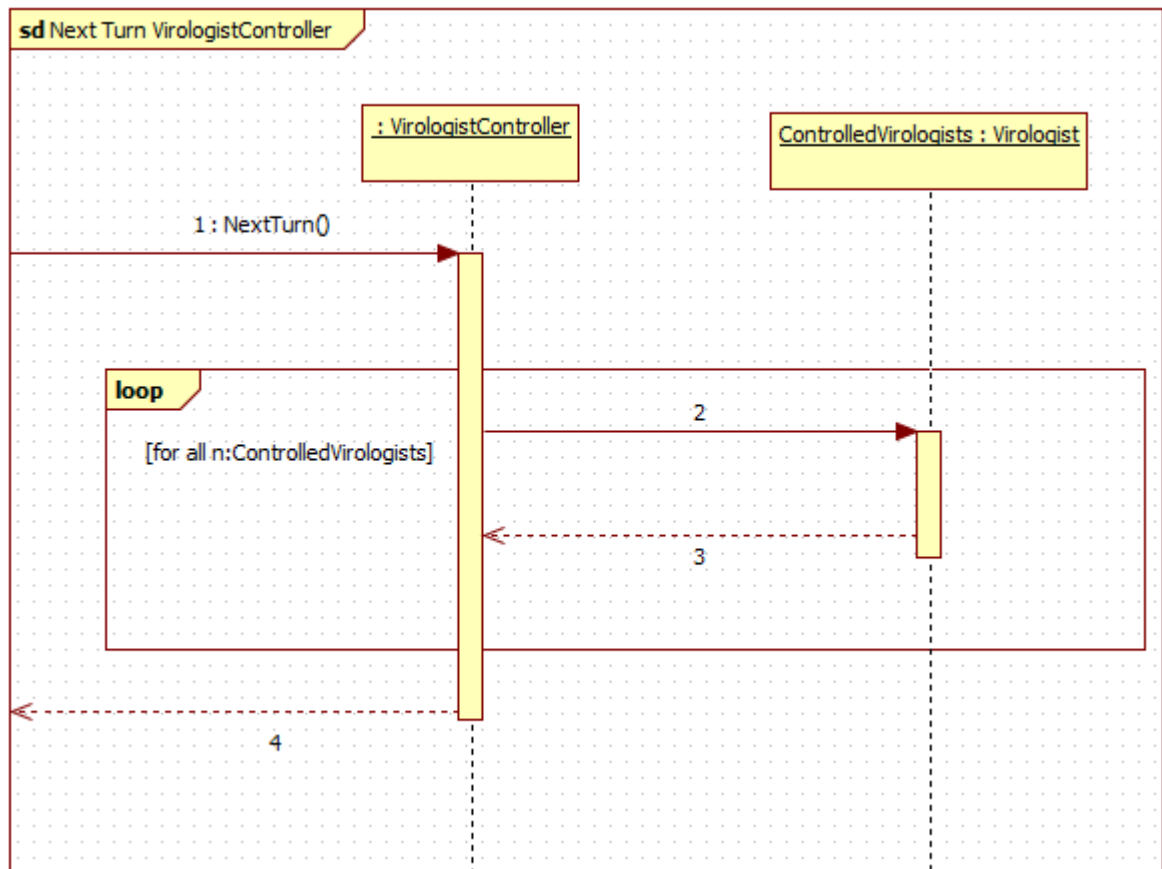 sd Next Turn VirologistController
: VirologistController
ControlledVirologists : Virologist
1 : NextTurn()
loop
2
[for all n:ControlledVirologists]
3
4